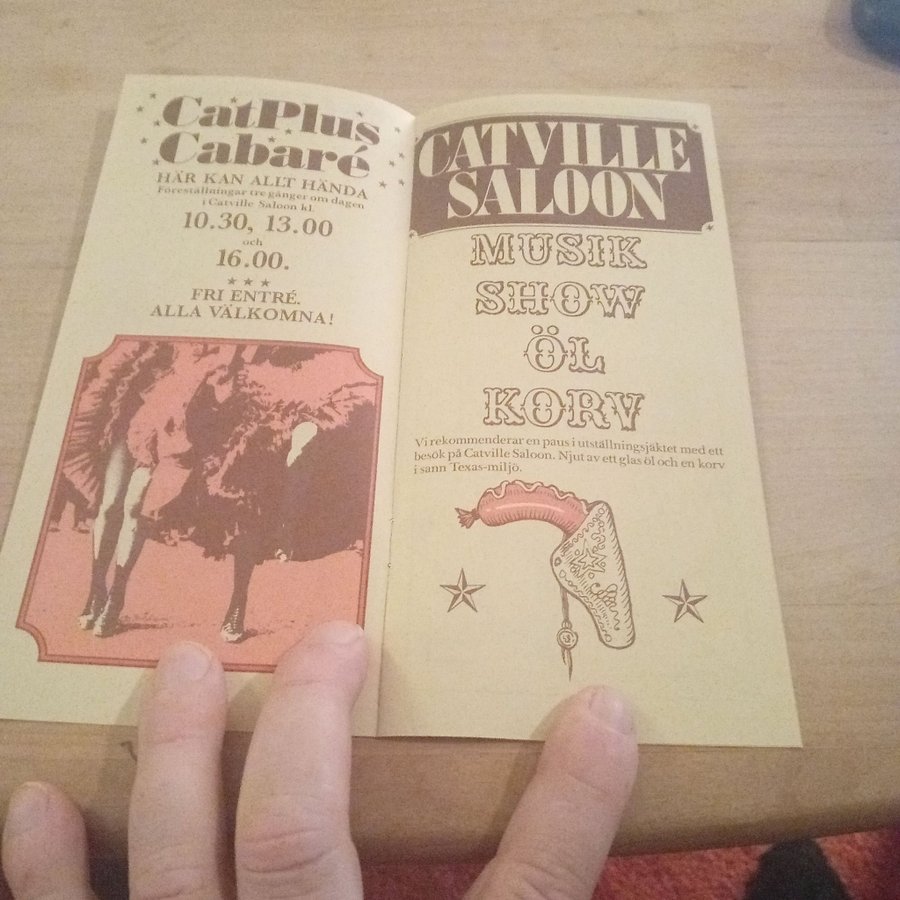 CatPlus
Cabaré
HÄR KAN ALLT HÄNDA
Föreställningar tre gånger om dagen
i Catville Saloon kl.
10.30, 13.00
och
16.00.
FRI ENTRÉ.
ALLA VÄLKOMNA!
CATVILLE
SALOON
MUSIK
SHOW
ÖL
KORV
Vi rekommenderar en paus i utställningsjäktet med ett
besök på Catville Saloon. Njut av ett glas öl och en korv
i sann Texas-miljö.